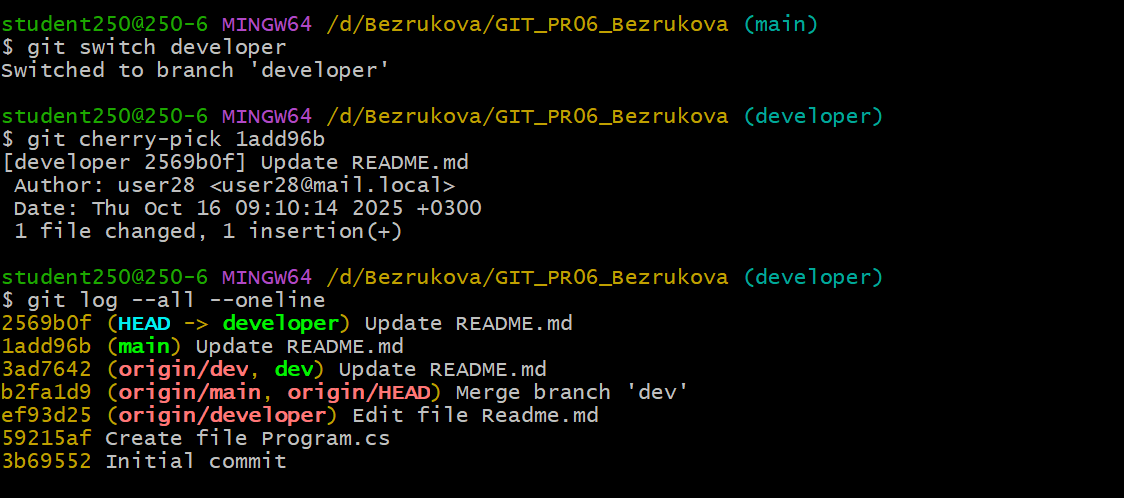 student250@250-6 MINGW64 /d/Bezrukova/GIT_PR06_Bezrukova (main)
$ git switch developer
Switched to branch 'developer'

student250@250-6 MINGW64 /d/Bezrukova/GIT_PR06_Bezrukova (developer)
$ git cherry-pick 1add96b
[developer 2569b0f] Update README.md
 Author: user28 <user28@mail.local>
 Date: Thu Oct 16 09:10:14 2025 +0300
 1 file changed, 1 insertion(+)

student250@250-6 MINGW64 /d/Bezrukova/GIT_PR06_Bezrukova (developer)
$ git log --all --oneline
2569b0f (HEAD -> developer) Update README.md
1add96b (main) Update README.md
3ad7642 (origin/dev, dev) Update README.md
b2fa1d9 (origin/main, origin/HEAD) Merge branch 'dev'
ef93d25 (origin/developer) Edit file Readme.md
59215af Create file Program.cs
3b69552 Initial commit